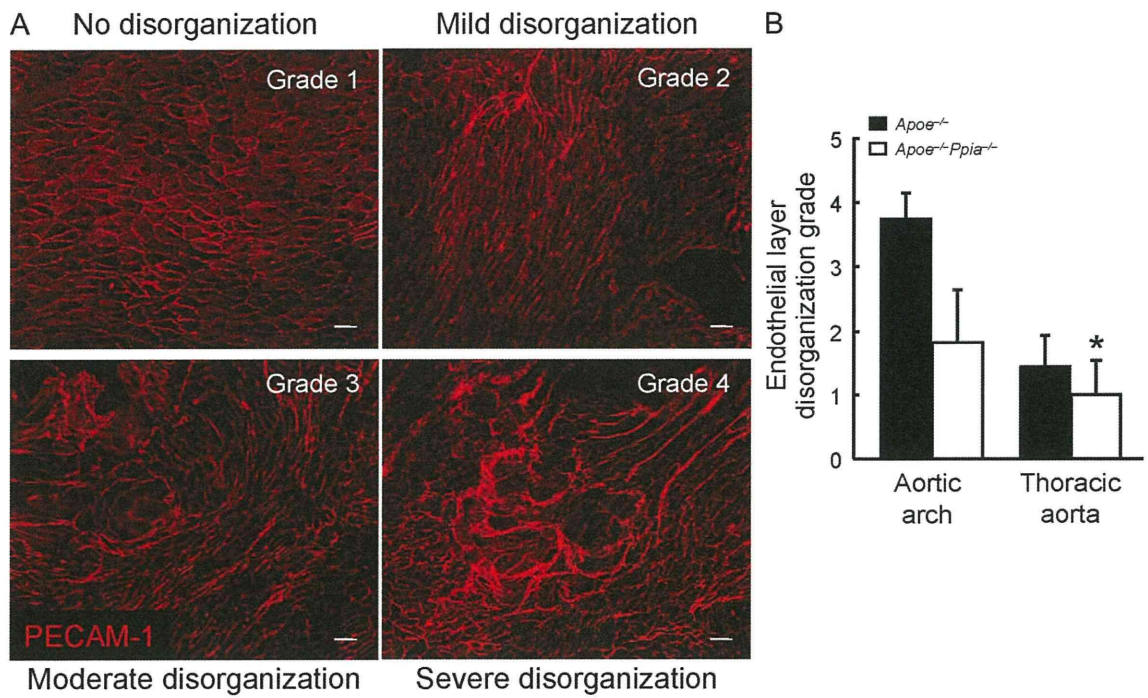 A
No disorganization
Mild disorganization
Grade 1
Grade 2
Grade 3
Grade 4
PECAM-1
Moderate disorganization
Severe disorganization
B
Apoe⁻/⁻
Apoe⁻/⁻Ppia⁻/⁻
Endothelial layer
disorganization grade
5
4
3
2
1
0
*
Aortic
arch
Thoracic
aorta